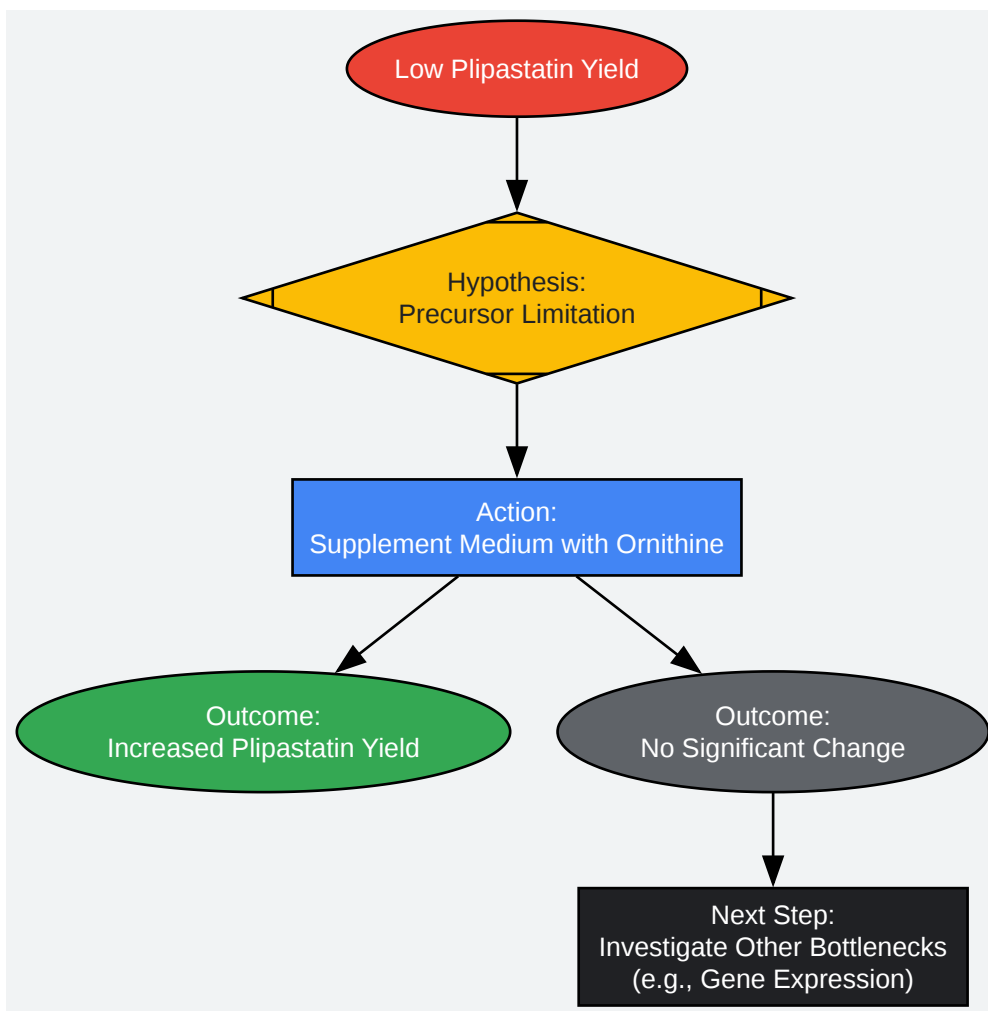 Low Plipastatin Yield
Hypothesis:
Precursor Limitation
Action:
Supplement Medium with Ornithine
Outcome:
Increased Plipastatin Yield
Outcome:
No Significant Change
Next Step:
Investigate Other Bottlenecks
(e.g., Gene Expression)